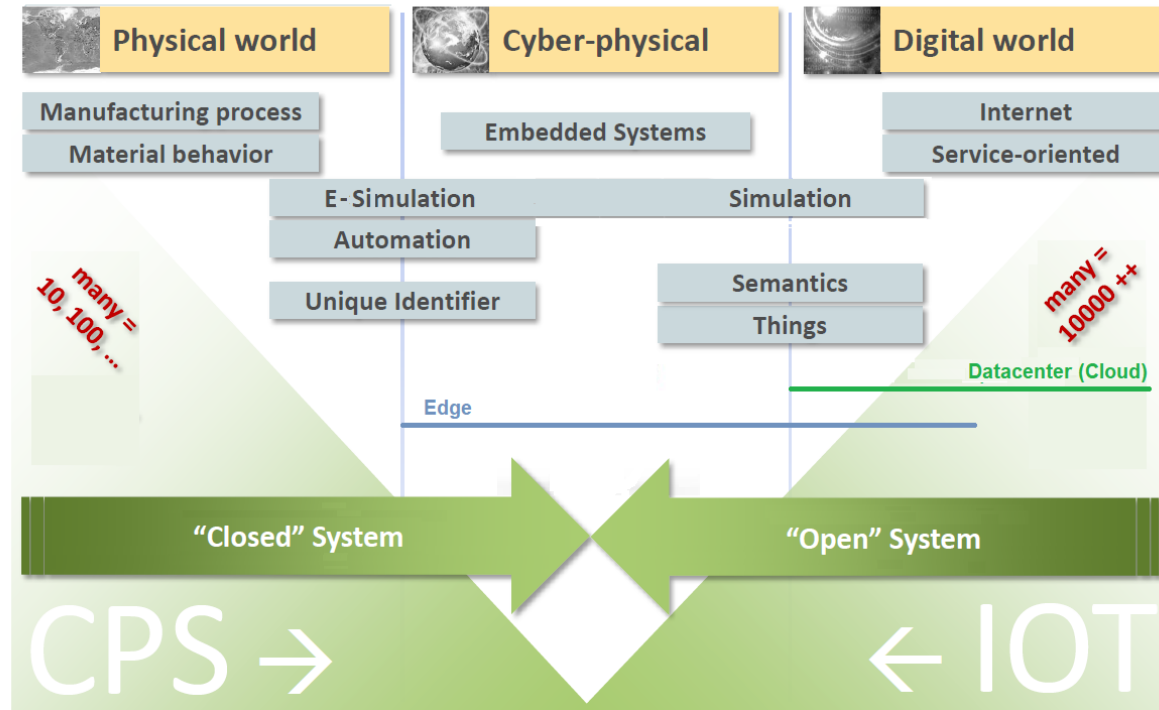 Physical world
Cyber-physical
Digital world
Manufacturing process
Material behavior
Embedded Systems
Internet
Service-oriented
E-Simulation
Simulation
Automation
Unique Identifier
Semantics
Things
many =
10, 100, ...
many =
10000 ++
Datacenter (Cloud)
Edge
“Closed” System
“Open” System
CPS →
← IOT